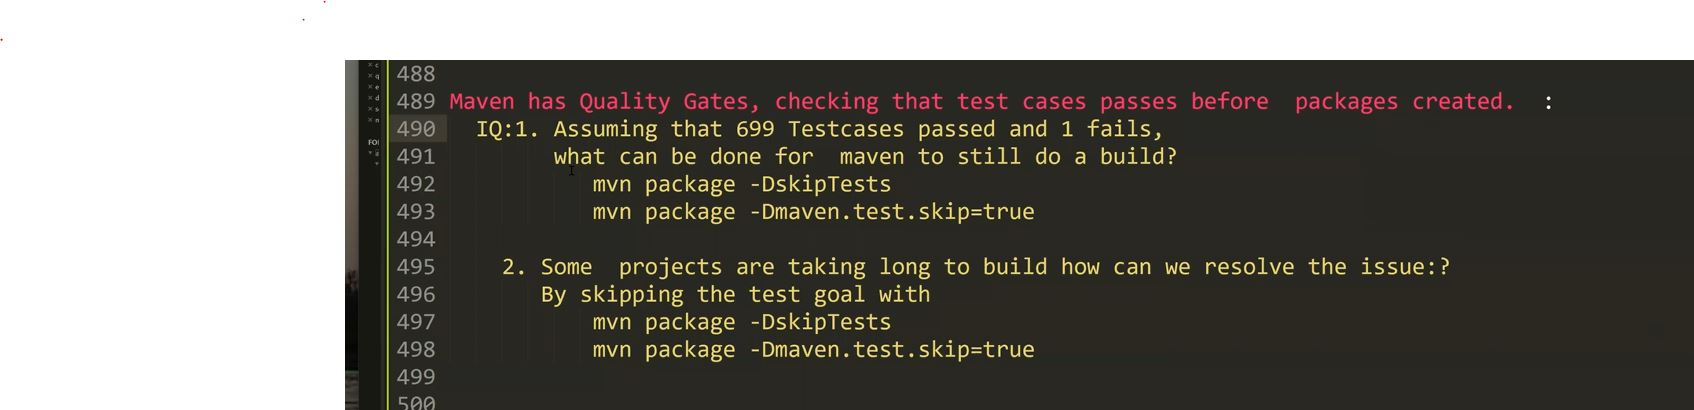 488
489 Maven has Quality Gates, checking that test cases passes before  packages created.  :
490 IQ:1. Assuming that 699 Testcases passed and 1 fails,
491 what can be done for  maven to still do a build?
492 mvn package -DskipTests
493 mvn package -Dmaven.test.skip=true
494
495 2. Some  projects are taking long to build how can we resolve the issue:?
496 By skipping the test goal with
497 mvn package -DskipTests
498 mvn package -Dmaven.test.skip=true
499
500